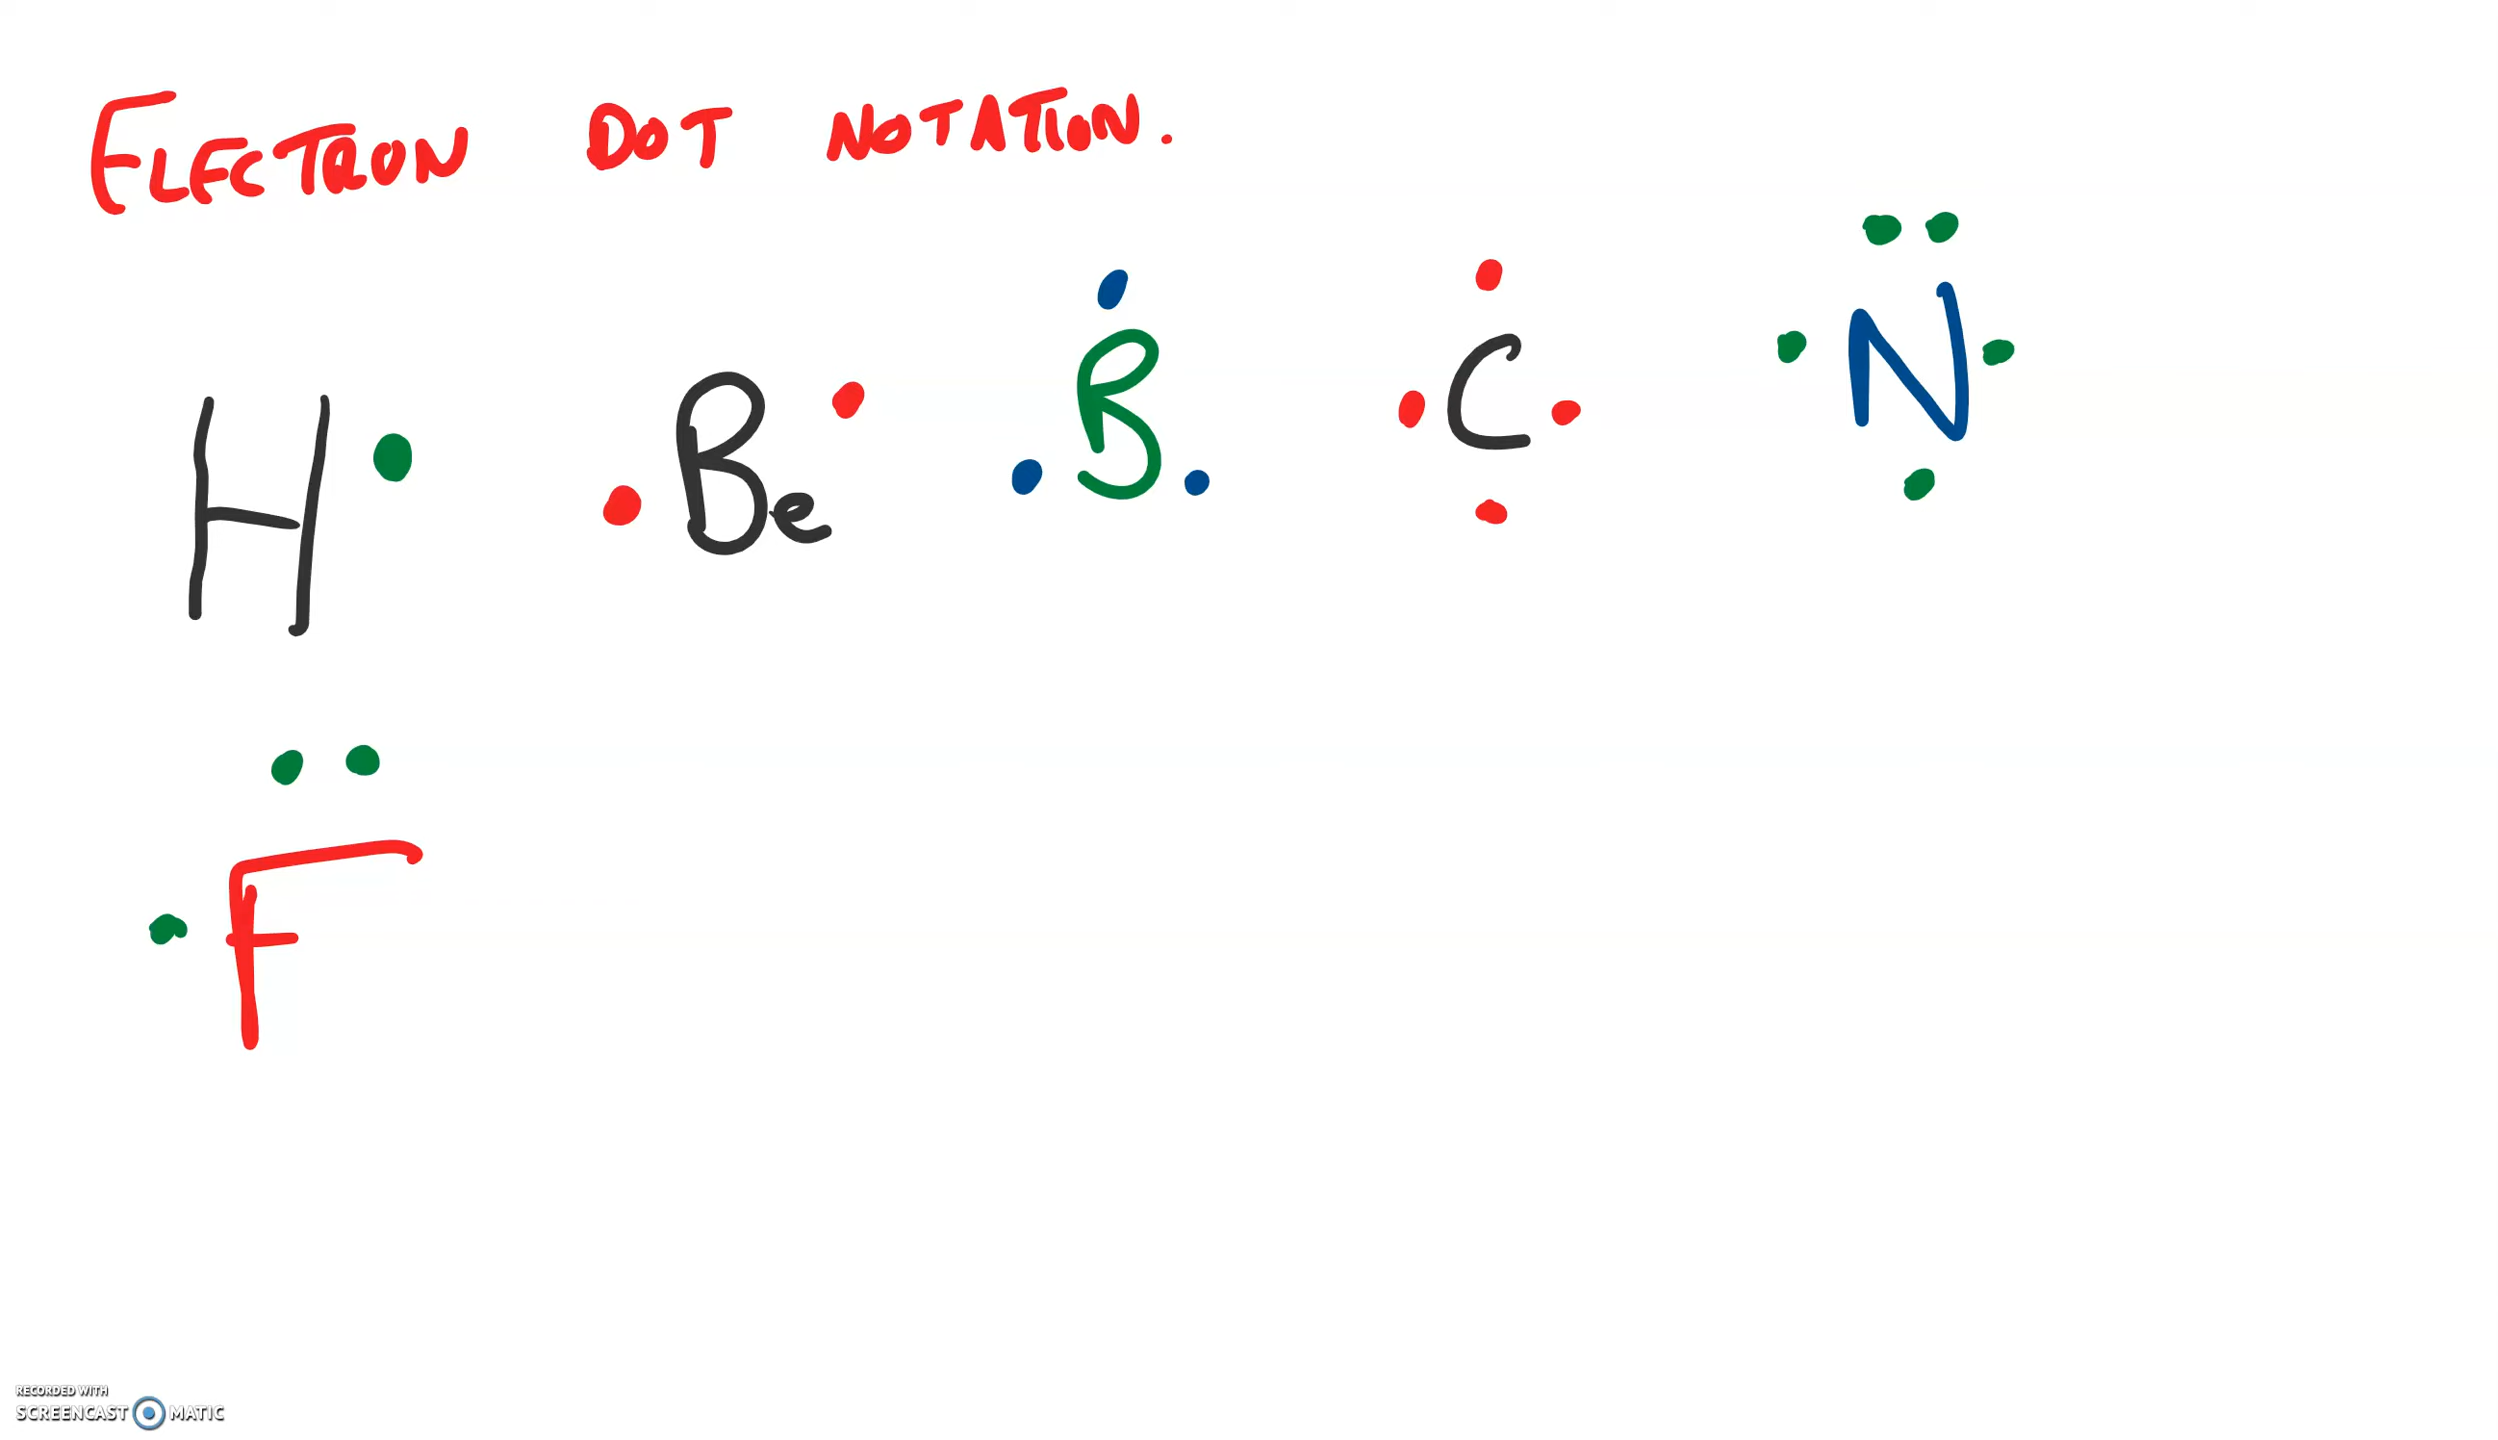 ELECTRON DOT NOTATION.
H Be B C N
F
RECORDED WITH
SCREENCAST MATIC